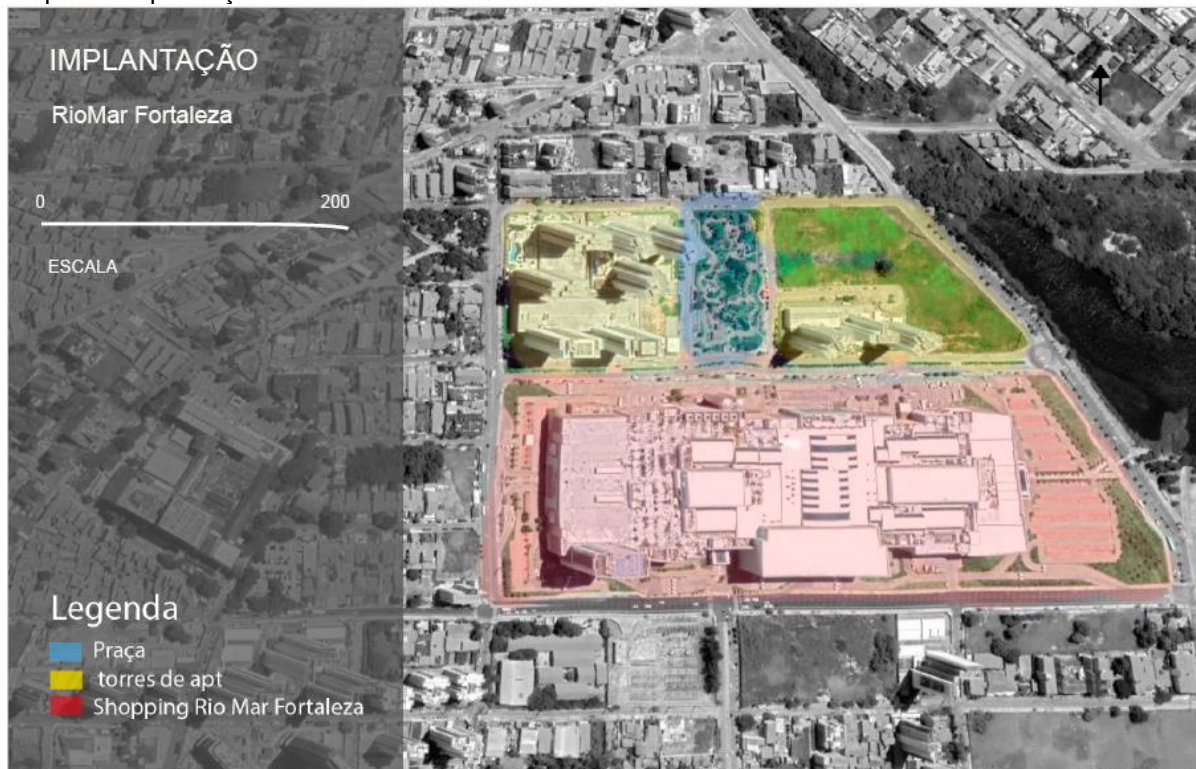 IMPLANTAÇÃO
RioMar Fortaleza
0 200
ESCALA
Legenda
Praça
torres de apt
Shopping Rio Mar Fortaleza